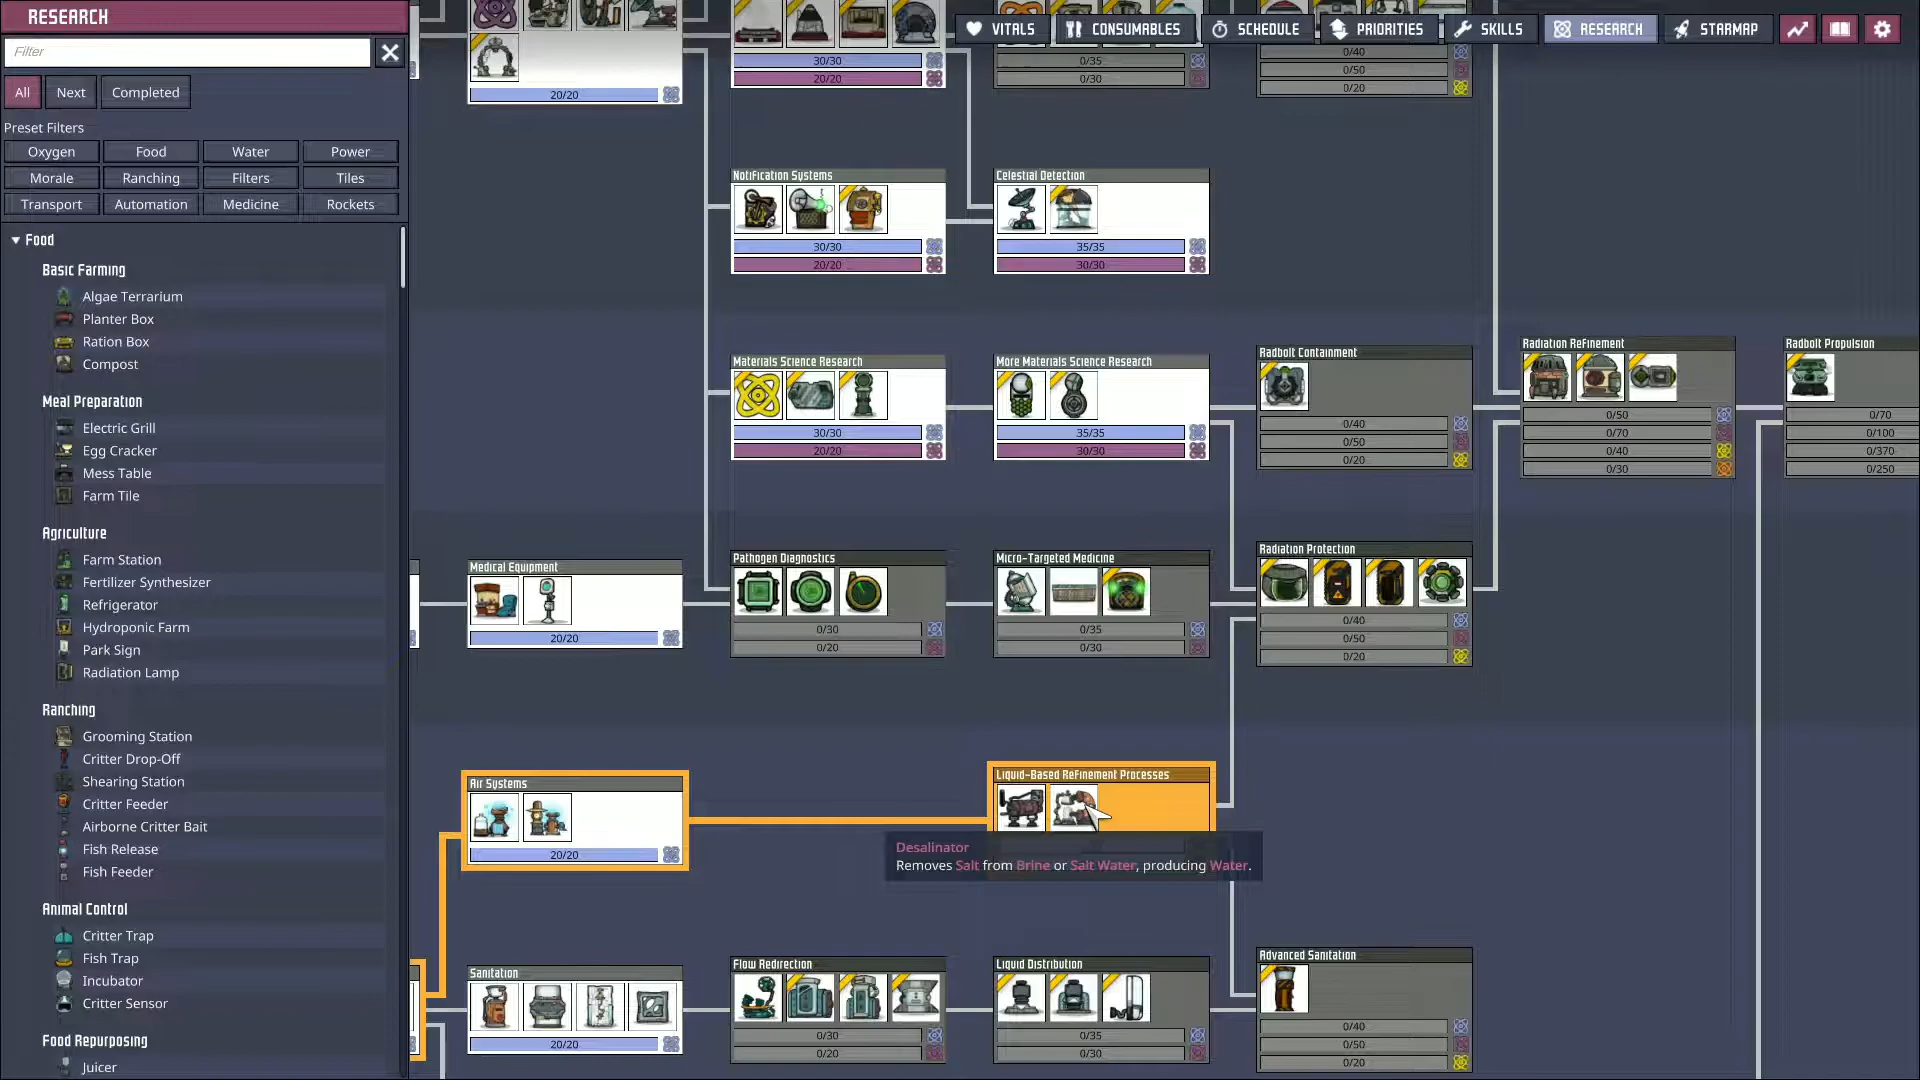 RESEARCH
VITALS
CONSUMABLES
SCHEDULE
PRIORITIES
SKILLS
RESEARCH
STARMAP
Filter
All
Next
Completed
Preset Filters
Oxygen
Food
Water
Power
Morale
Ranching
Filters
Tiles
Transport
Automation
Medicine
Rockets
Food
Basic Farming
Algae Terrarium
Planter Box
Ration Box
Compost
Meal Preparation
Electric Grill
Egg Cracker
Mess Table
Farm Tile
Agriculture
Farm Station
Fertilizer Synthesizer
Refrigerator
Hydroponic Farm
Park Sign
Radiation Lamp
Ranching
Grooming Station
Critter Drop-Off
Shearing Station
Critter Feeder
Airborne Critter Bait
Fish Release
Fish Feeder
Animal Control
Critter Trap
Fish Trap
Incubator
Critter Sensor
Food Repurposing
Juicer
20/20
30/30
20/20
0/35
0/30
0/40
0/50
0/20
Notification Systems
30/30
20/20
Celestial Detection
35/35
30/30
Materials Science Research
30/30
20/20
More Materials Science Research
35/35
30/30
Radbolt Containment
0/40
0/50
0/20
Radiation Refinement
0/50
0/70
0/40
0/30
Radbolt Propulsion
0/70
0/100
0/370
0/250
Medical Equipment
20/20
Pathogen Diagnostics
0/30
0/20
Micro-Targeted Medicine
0/35
0/30
Radiation Protection
0/40
0/50
0/20
Air Systems
20/20
Liquid-Based Refinement Processes
Desalinator
Removes Salt from Brine or Salt Water, producing Water.
Sanitation
20/20
Flow Redirection
0/30
0/20
Liquid Distribution
0/35
0/30
Advanced Sanitation
0/40
0/50
0/20